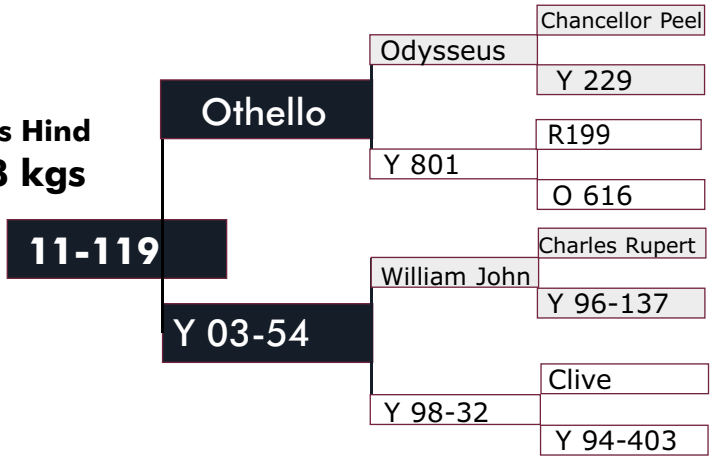 Chancellor Peel
Odysseus
Y 229
Othello
s Hind
R199
Y 801
kgs
O 616
11-119
Charles Rupert
William John
Y 96-137
Y 03-54
Clive
Y 98-32
Y 94-403